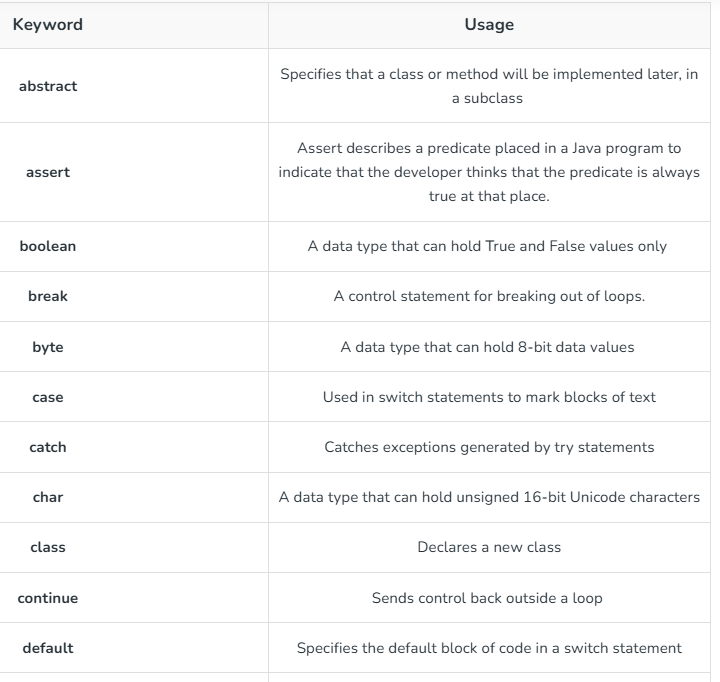 Keyword Usage
abstract Specifies that a class or method will be implemented later, in
a subclass
assert Assert describes a predicate placed in a Java program to
indicate that the developer thinks that the predicate is always
true at that place.
boolean A data type that can hold True and False values only
break A control statement for breaking out of loops.
byte A data type that can hold 8-bit data values
case Used in switch statements to mark blocks of text
catch Catches exceptions generated by try statements
char A data type that can hold unsigned 16-bit Unicode characters
class Declares a new class
continue Sends control back outside a loop
default Specifies the default block of code in a switch statement